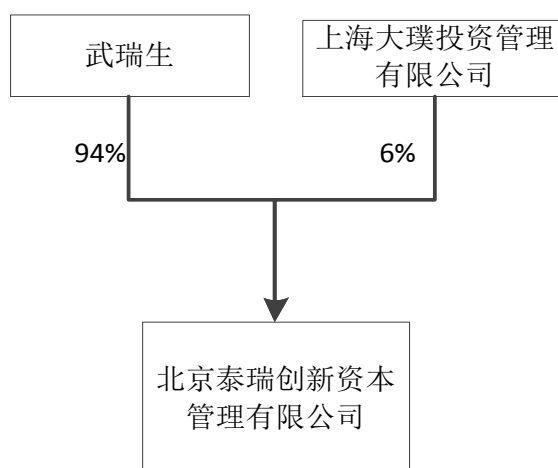 武瑞生
上海大璞投资管理
有限公司
94%
6%
北京泰瑞创新资本
管理有限公司